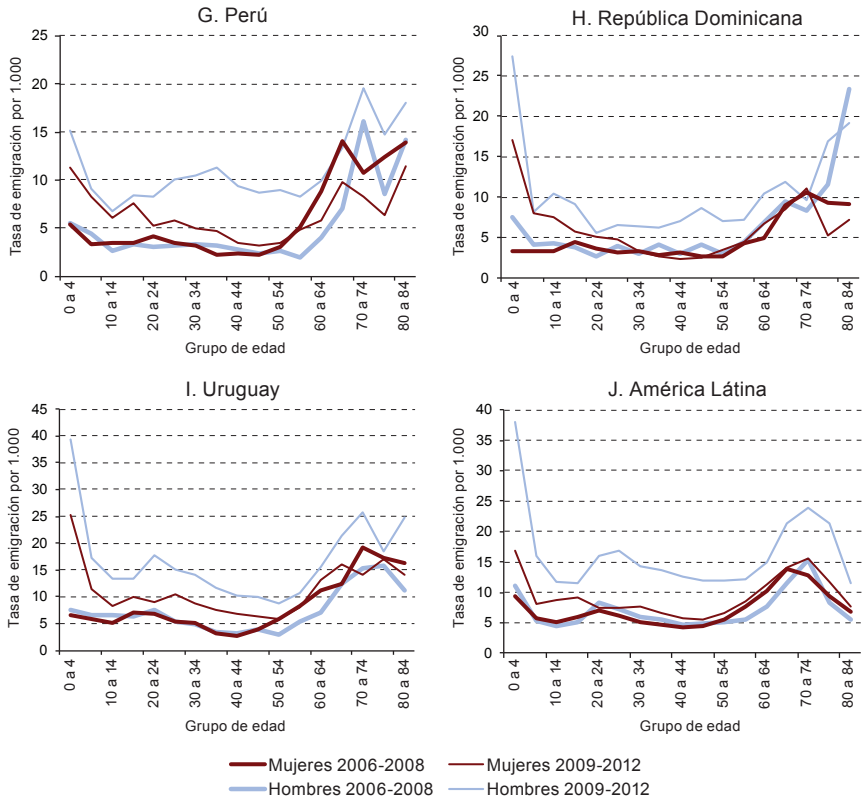 G. Perú
Tasa de emigración por 1.000
25
20
15
10
5
0
0 a 4
10 a 14
20 a 24
30 a 34
40 a 44
50 a 54
60 a 64
70 a 74
80 a 84
Grupo de edad
H. República Dominicana
Tasa de emigración por 1.000
30
25
20
15
10
5
0
0 a 4
10 a 14
20 a 24
30 a 34
40 a 44
50 a 54
60 a 64
70 a 74
80 a 84
Grupo de edad
I. Uruguay
Tasa de emigración por 1.000
45
40
35
30
25
20
15
10
5
0
0 a 4
10 a 14
20 a 24
30 a 34
40 a 44
50 a 54
60 a 64
70 a 74
80 a 84
Grupo de edad
J. América Látina
Tasa de emigración por 1.000
40
35
30
25
20
15
10
5
0
0 a 4
10 a 14
20 a 24
30 a 34
40 a 44
50 a 54
60 a 64
70 a 74
80 a 84
Grupo de edad
Mujeres 2006-2008
Mujeres 2009-2012
Hombres 2006-2008
Hombres 2009-2012